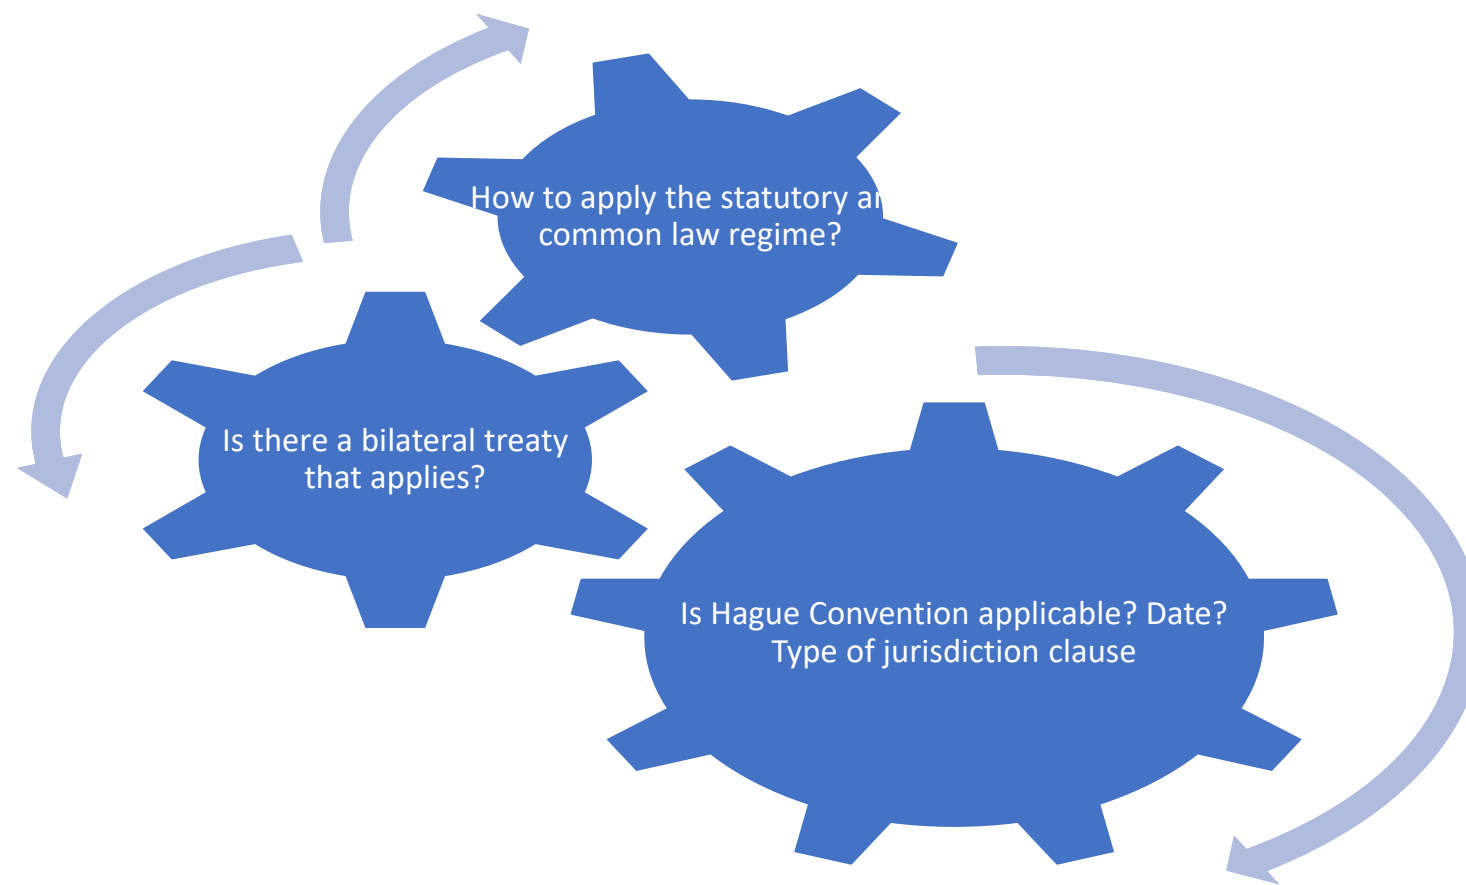 How to apply the statutory a
common law regime?
Is there a bilateral treaty
that applies?
Is Hague Convention applicable? Date?
Type of jurisdiction clause